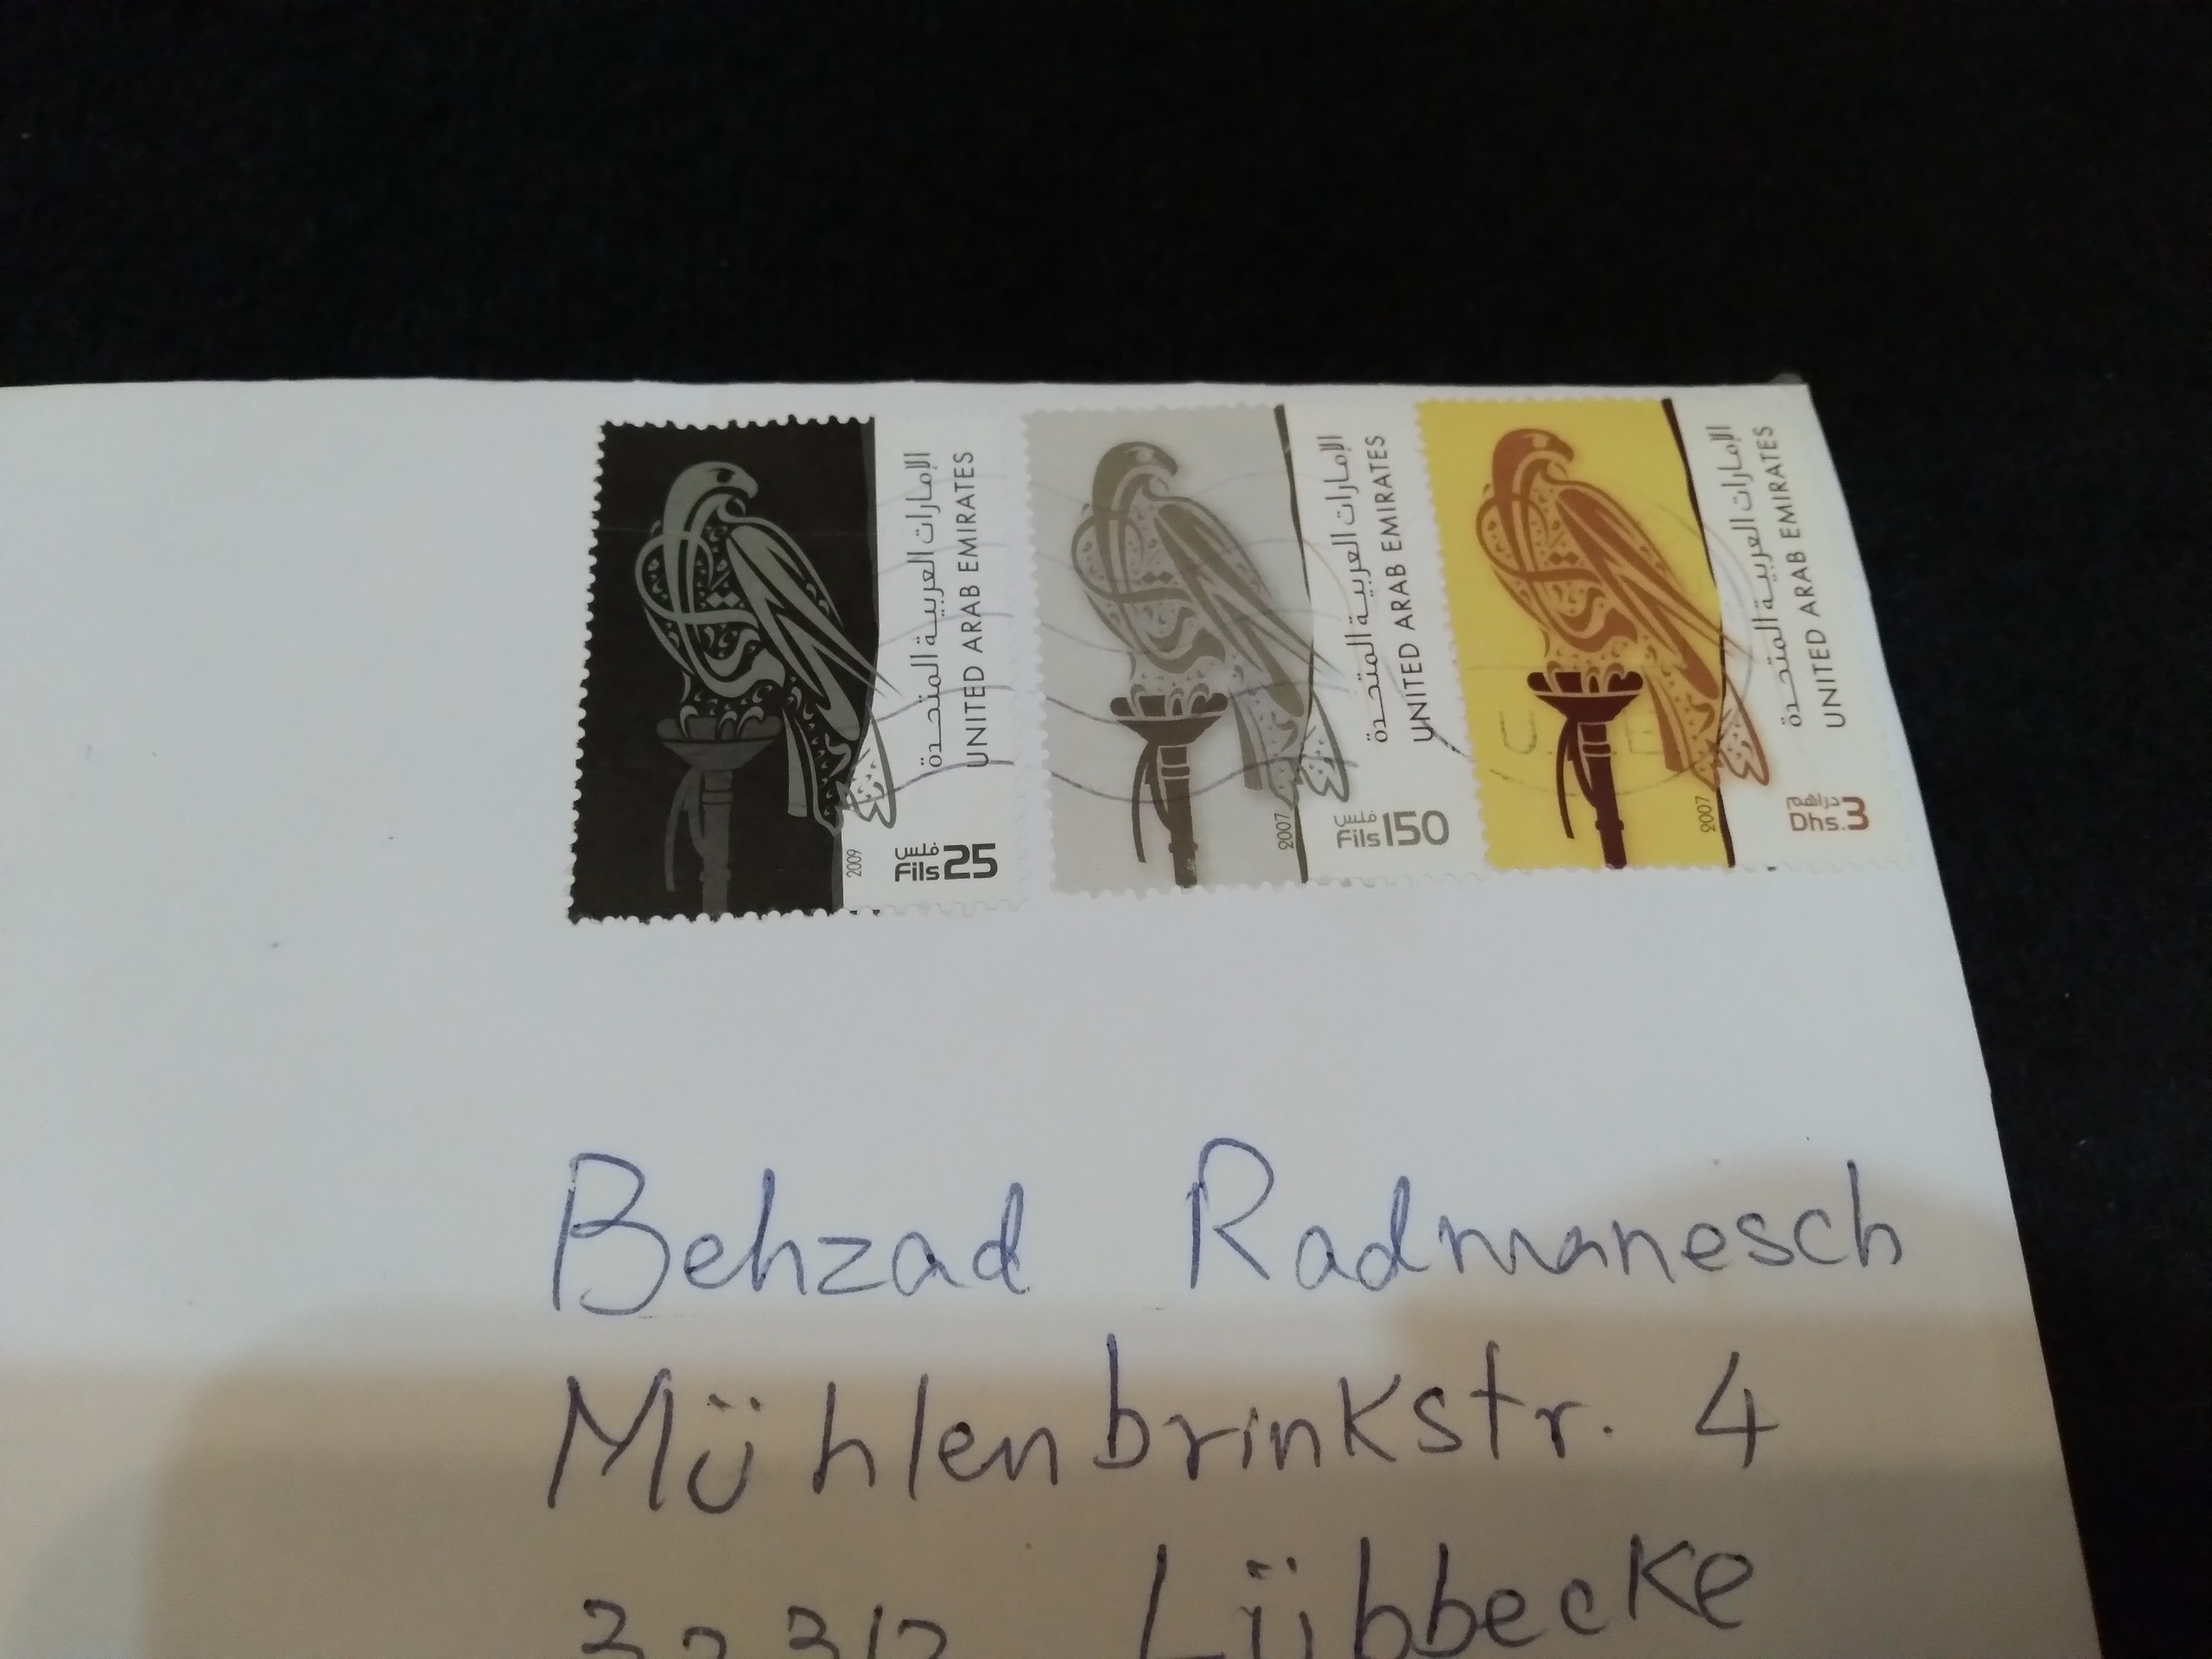 الإمارات العربية المتحدة
UNITED ARAB EMIRATES
2009
فلس
Fils 25
الإمارات العربية المتحدة
UNITED ARAB EMIRATES
2007
فلس
Fils 150
الإمارات العربية المتحدة
UNITED ARAB EMIRATES
2007
دراهم
Dhs. 3
Behzad Radmanesch
Mühlenbrinkstr. 4
32312 Lübbecke